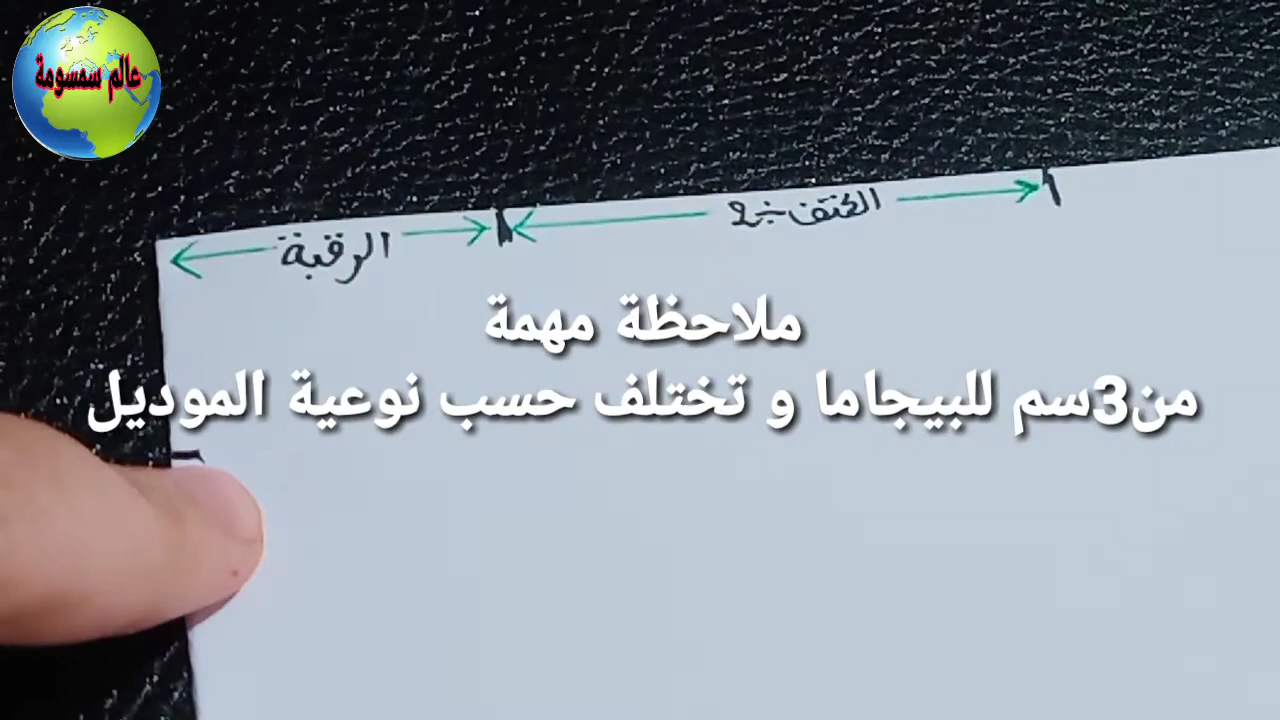 عالم سمسومة
الكتف ÷ 2
الرقبة
ملاحظة مهمة
من3سم للبيجاما و تختلف حسب نوعية الموديل